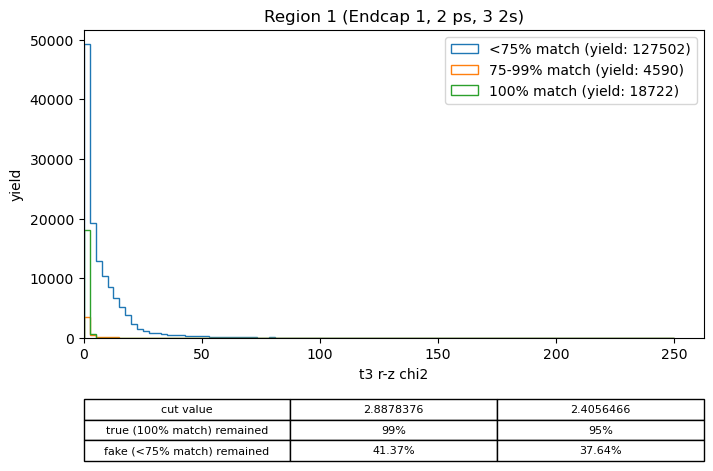 Region 1 (Endcap 1, 2 ps, 3 2s)
<75% match (yield: 127502)
75-99% match (yield: 4590)
100% match (yield: 18722)
yield
50000
40000
30000
20000
10000
0
0 50 100 150 200 250
t3 r-z chi2
cut value 2.8878376 2.4056466
true (100% match) remained 99% 95%
fake (<75% match) remained 41.37% 37.64%